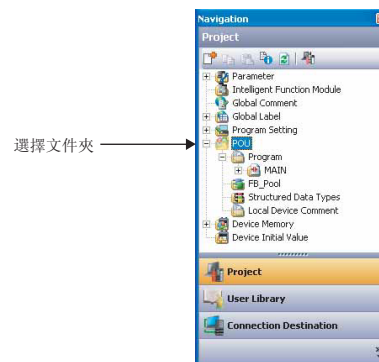 Navigation
Project
Parameter
Intelligent Function Module
Global Comment
Global Label
Program Setting
選擇文件夾
POU
Program
MAIN
FB_Pool
Structured Data Types
Local Device Comment
Device Memory
Device Initial Value
Project
User Library
Connection Destination